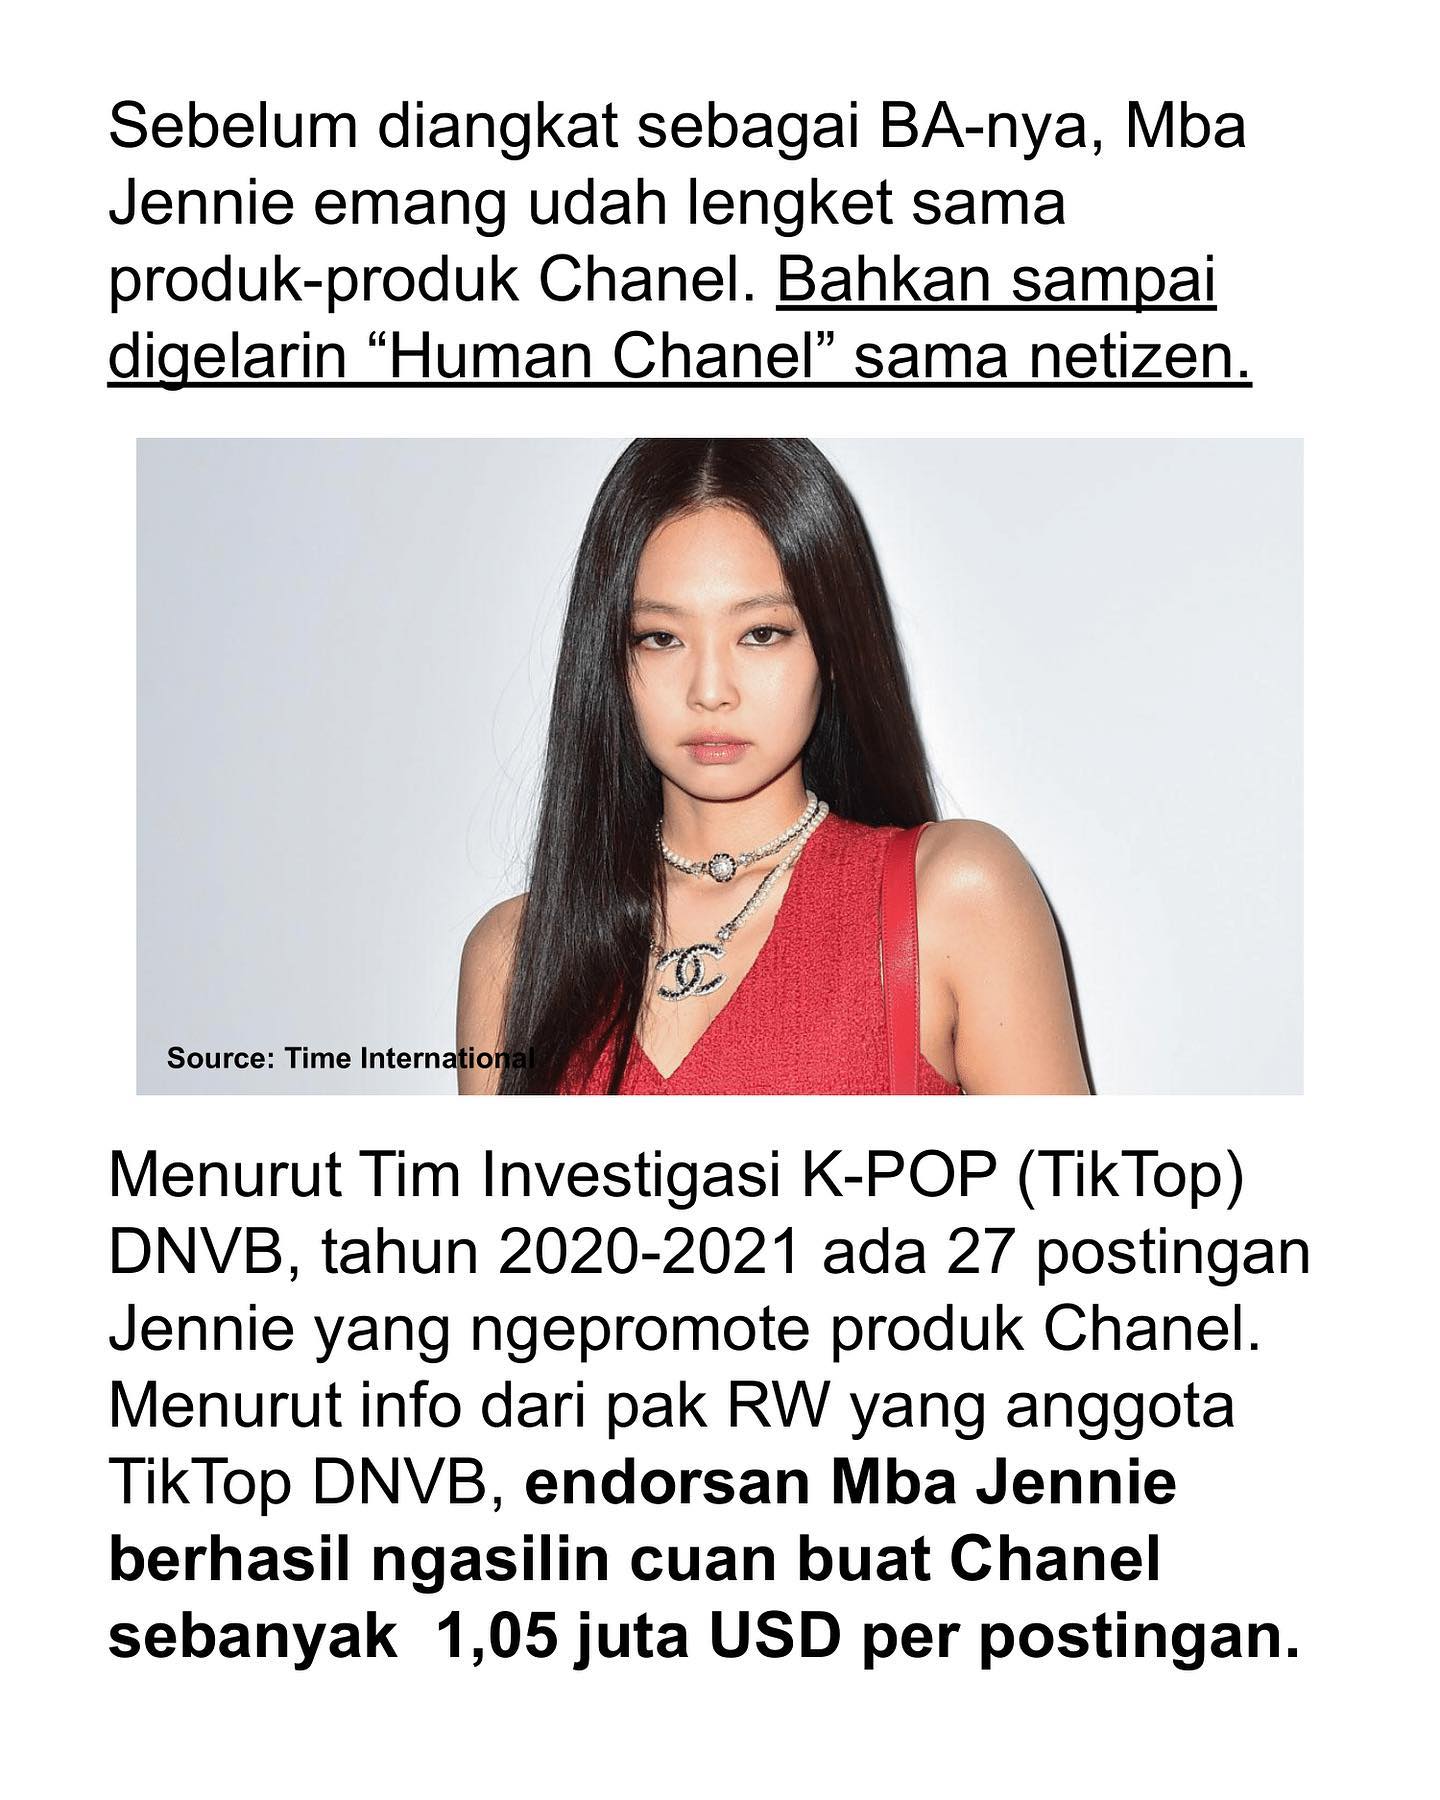 Sebelum diangkat sebagai BA-nya, Mba
Jennie emang udah lengket sama
produk-produk Chanel. Bahkan sampai
digelarin “Human Chanel” sama netizen.
Source: Time International
Menurut Tim Investigasi K-POP (TikTop)
DNVB, tahun 2020-2021 ada 27 postingan
Jennie yang ngepromote produk Chanel.
Menurut info dari pak RW yang anggota
TikTop DNVB, endorsan Mba Jennie
berhasil ngasilin cuan buat Chanel
sebanyak  1,05 juta USD per postingan.